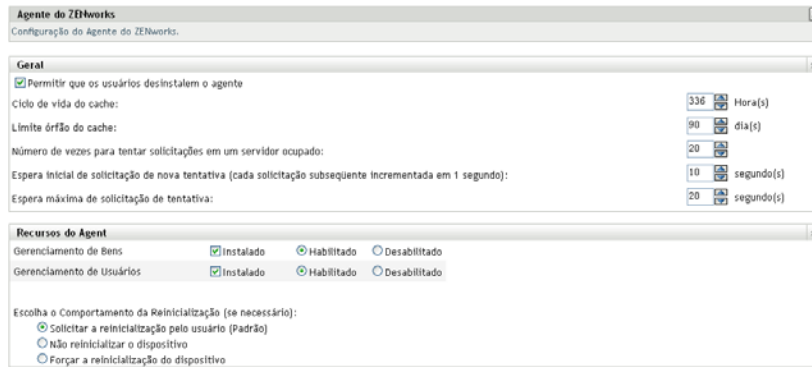 Agente do ZENworks
Configuração do Agente do ZENworks.
Geral
Permitir que os usuários desinstalem o agente
Ciclo de vida do cache: 336 Hora(s)
Limite órfão do cache: 90 dia(s)
Número de vezes para tentar solicitações em um servidor ocupado: 20
Espera inicial de solicitação de nova tentativa (cada solicitação subseqüente incrementada em 1 segundo): 10 segundo(s)
Espera máxima de solicitação de tentativa: 20 segundo(s)
Recursos do Agent
Gerenciamento de Bens Instalado Habilitado Desabilitado
Gerenciamento de Usuários Instalado Habilitado Desabilitado
Escolha o Comportamento da Reinicialização (se necessário):
Solicitar a reinicialização pelo usuário (Padrão)
Não reinicializar o dispositivo
Forçar a reinicialização do dispositivo